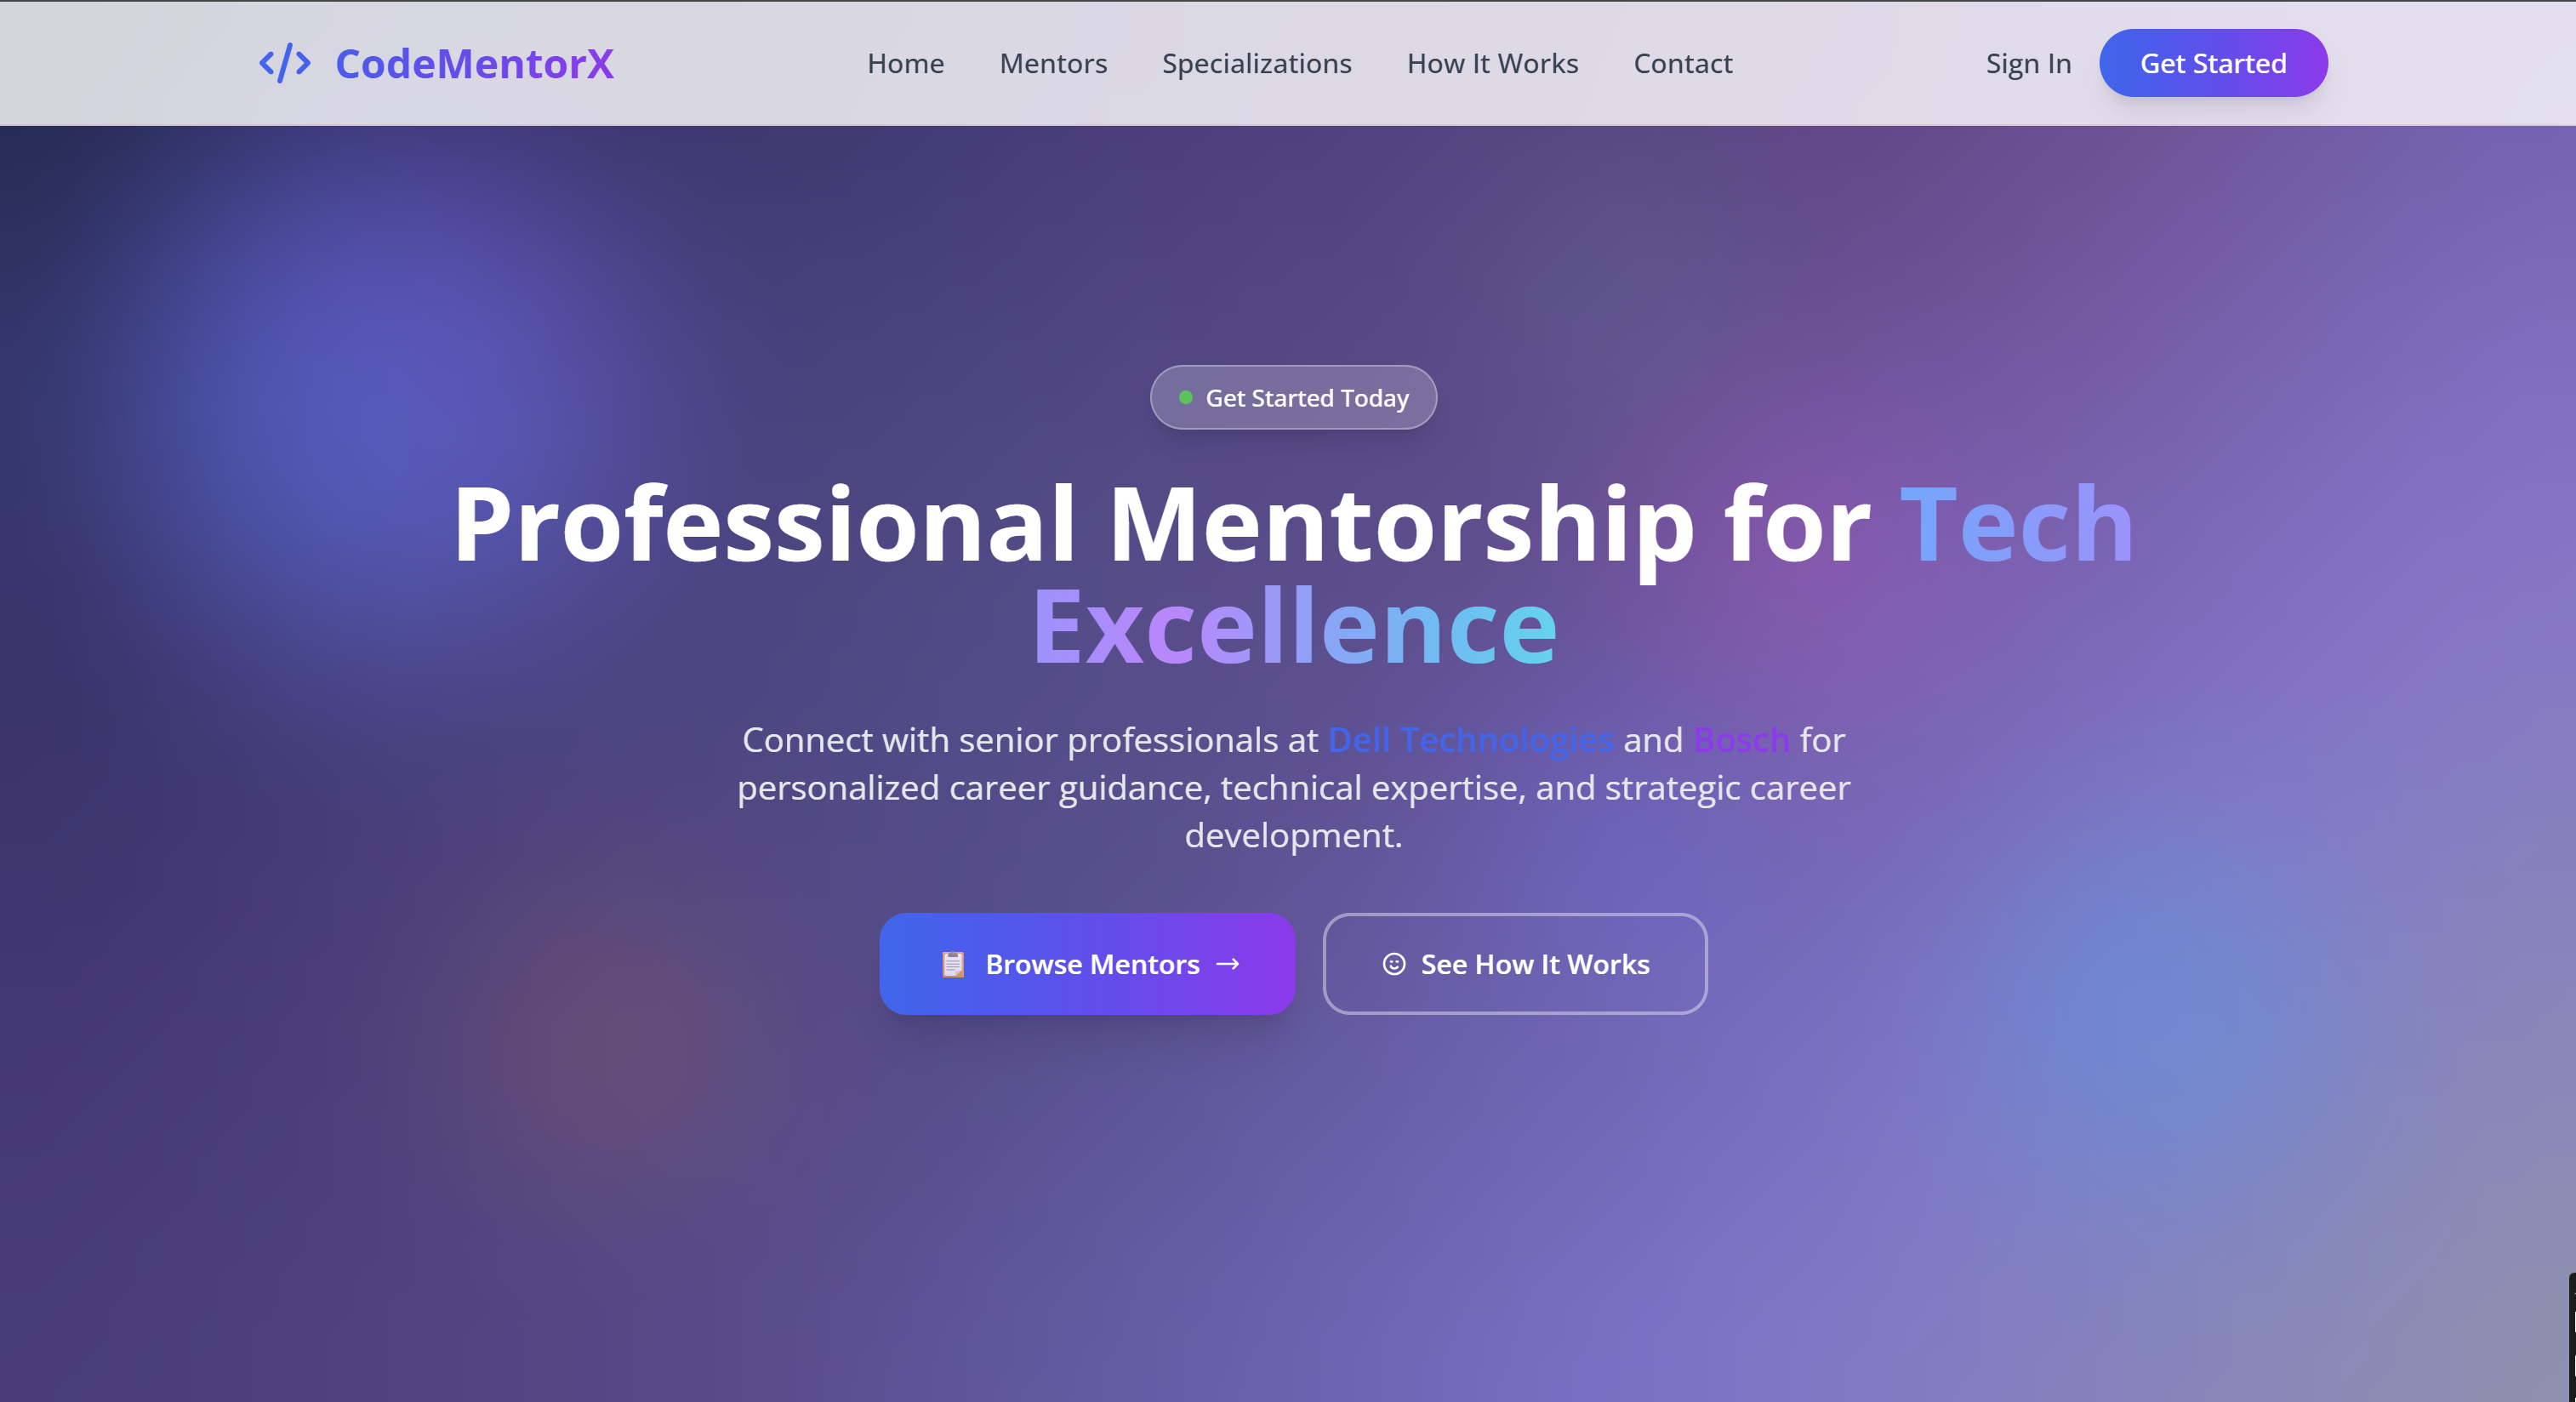 CodeMentorX
Home
Mentors
Specializations
How It Works
Contact
Sign In
Get Started
Get Started Today
Professional Mentorship for Tech
Excellence
Connect with senior professionals at Dell Technologies and Bosch for
personalized career guidance, technical expertise, and strategic career
development.
Browse Mentors →
See How It Works